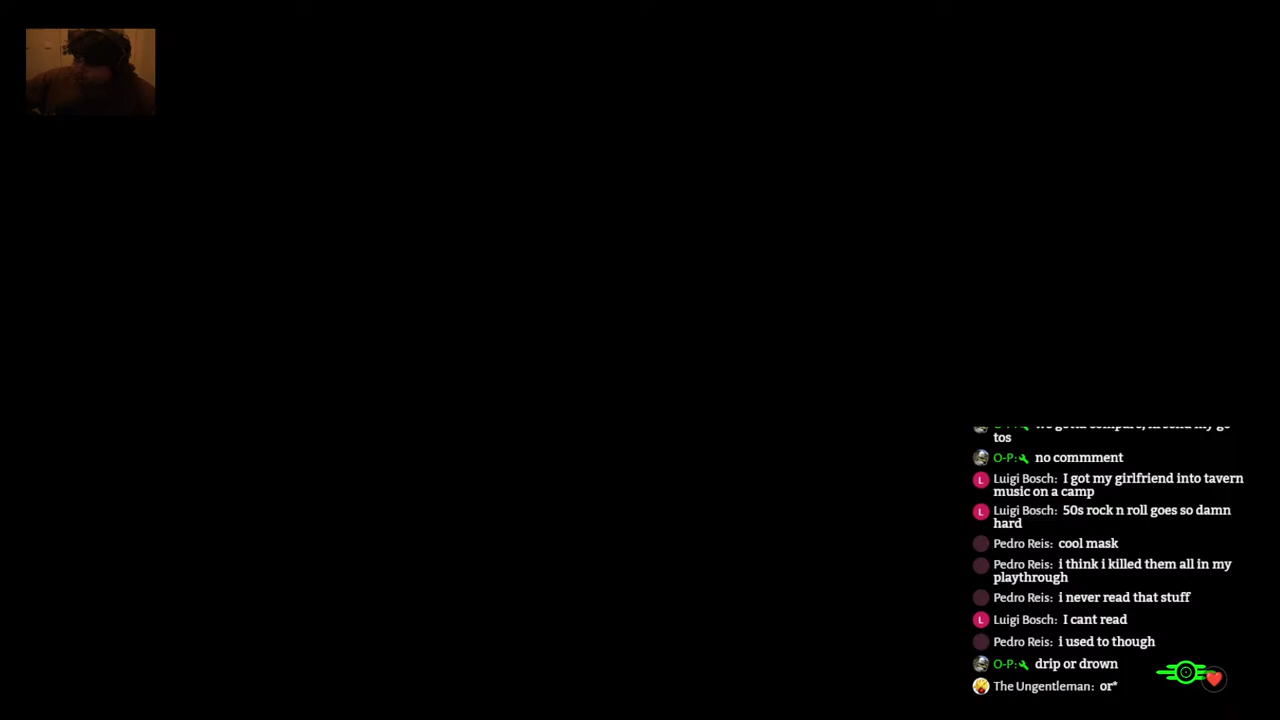 tos
O-P: no commment
Luigi Bosch: I got my girlfriend into tavern
music on a camp
Luigi Bosch: 50s rock n roll goes so damn
hard
Pedro Reis: cool mask
Pedro Reis: i think i killed them all in my
playthrough
Pedro Reis: i never read that stuff
L
Luigi Bosch: I cant read
Pedro Reis: i used to though
O-P: drip or drown
The Ungentleman: or*